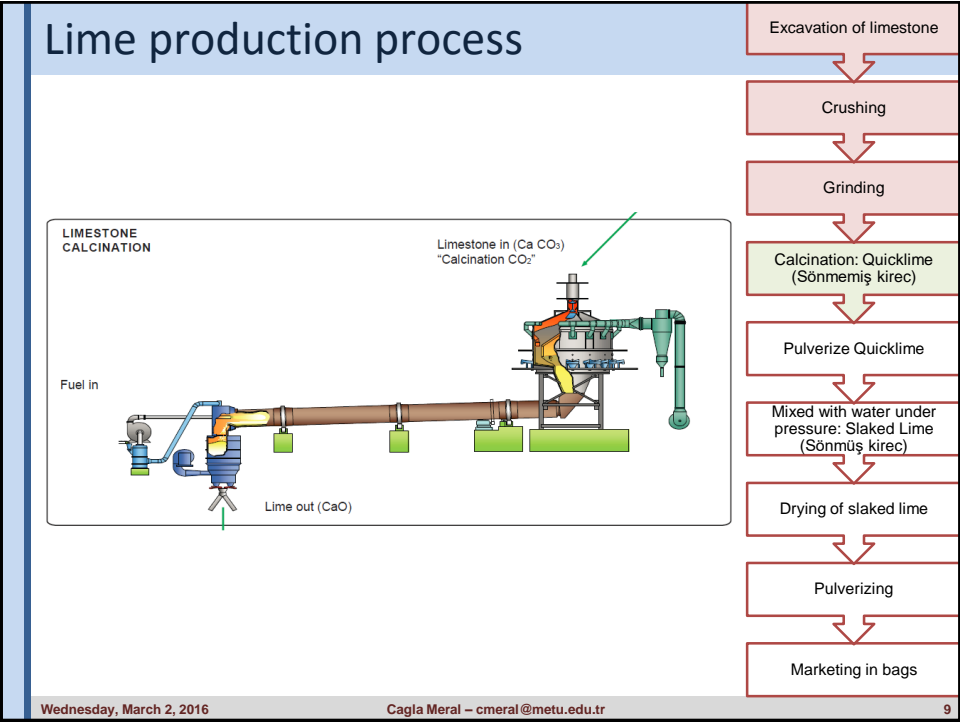 Lime production process
LIMESTONE
CALCINATION
Limestone in (Ca CO₃)
"Calcination CO₂"
Fuel in
Lime out (CaO)
Excavation of limestone
Crushing
Grinding
Calcination: Quicklime
(Sönmemiş kirec)
Pulverize Quicklime
Mixed with water under
pressure: Slaked Lime
(Sönmüş kirec)
Drying of slaked lime
Pulverizing
Marketing in bags
Wednesday, March 2, 2016
Cagla Meral – cmeral@metu.edu.tr
9